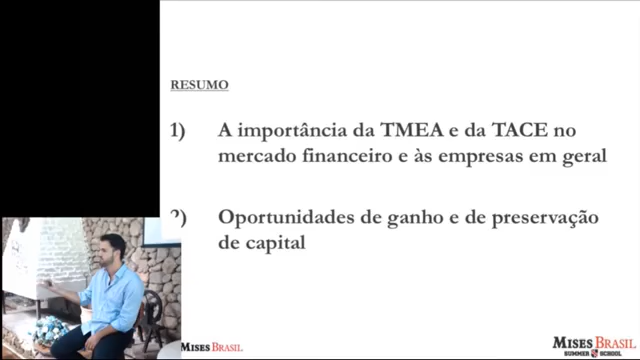 RESUMO
1) A importância da TMEA e da TACE no
mercado financeiro e às empresas em geral
2) Oportunidades de ganho e de preservação
de capital
MISES BRASIL
MISES BRASIL
SUMMER SCHOOL